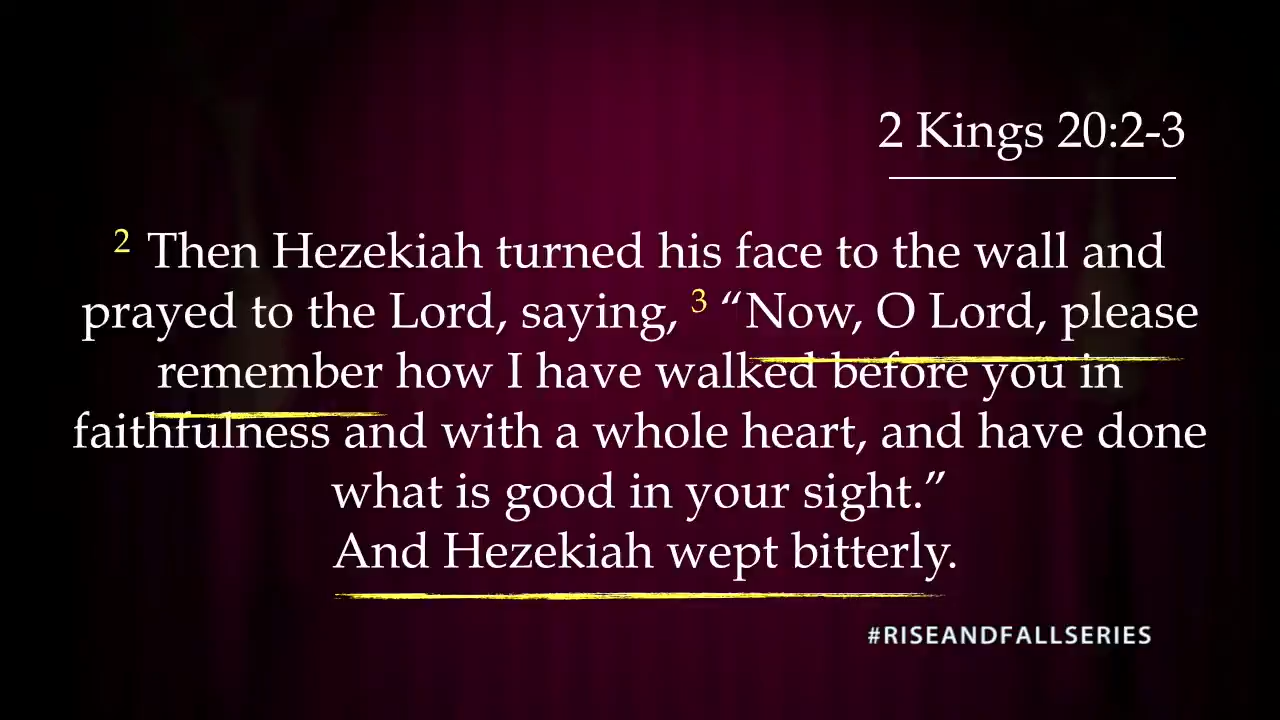 2 Kings 20:2-3
2 Then Hezekiah turned his face to the wall and
prayed to the Lord, saying, 3 “Now, O Lord, please
remember how I have walked before you in
faithfulness and with a whole heart, and have done
what is good in your sight.”
And Hezekiah wept bitterly.
#RISEANDFALLSERIES